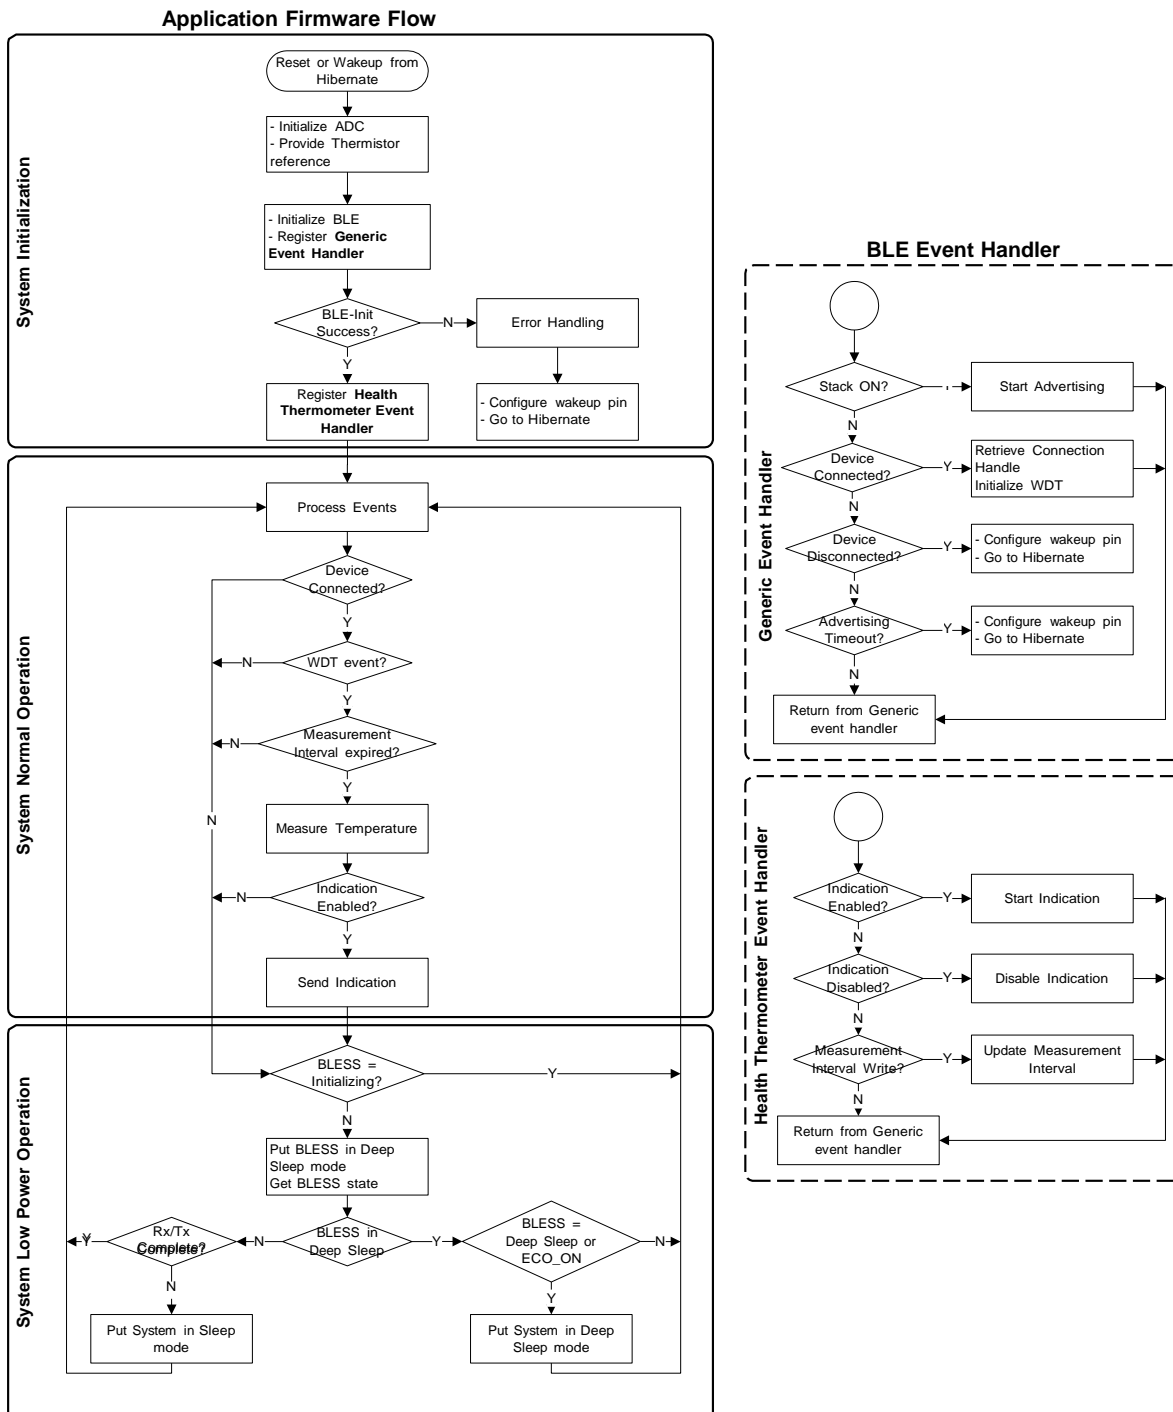 Application Firmware Flow
System Initialization
Reset or Wakeup from
Hibernate
- Initialize ADC
- Provide Thermistor
reference
- Initialize BLE
- Register Generic
Event Handler
BLE-Init
Success?
N
Error Handling
Y
Register Health
Thermometer Event
Handler
- Configure wakeup pin
- Go to Hibernate
System Normal Operation
Process Events
Device
Connected?
Y
WDT event?
N
Y
Measurement
Interval expired?
N
Y
N
Measure Temperature
Indication
Enabled?
N
Y
Send Indication
System Low Power Operation
BLESS =
Initializing?
Y
N
Put BLESS in Deep
Sleep mode
Get BLESS state
BLESS in
Deep Sleep
N
Y
Rx/Tx
Complete?
Y
N
Put System in Sleep
mode
BLESS =
Deep Sleep or
ECO_ON
N
Y
Put System in Deep
Sleep mode
BLE Event Handler
Generic Event Handler
Stack ON?
Start Advertising
N
Device
Connected?
Y
Retrieve Connection
Handle
Initialize WDT
N
Device
Disconnected?
Y
- Configure wakeup pin
- Go to Hibernate
N
Advertising
Timeout?
Y
- Configure wakeup pin
- Go to Hibernate
N
Return from Generic
event handler
Health Thermometer Event Handler
Indication
Enabled?
Y
Start Indication
N
Indication
Disabled?
Y
Disable Indication
N
Measurement
Interval Write?
Y
Update Measurement
Interval
N
Return from Generic
event handler